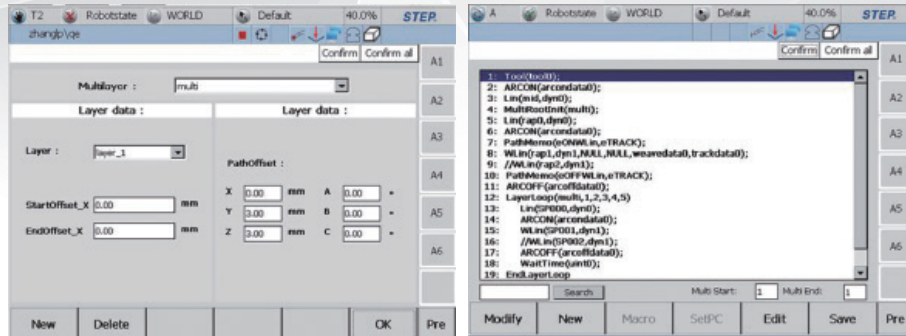 T2 Robotstate WORLD Default 40.0% STEP.
zhanglp\qe
Confirm Confirm all
Multilayer : multi
Layer data : Layer data :
Layer : layer_1
PathOffset :
X 0.00 mm A 0.00
StartOffset_X 0.00 mm Y 3.00 mm B 0.00
EndOffset_X 0.00 mm Z 3.00 mm C 0.00
A1
A2
A3
A4
A5
A6
New Delete OK Pre
A Robotstate WORLD Default 40.0% STEP.
Confirm Confirm all
1: Tool(tool0);
2: ARCON(arcondata0);
3: Lin(mid,dyn0);
4: MultiRootInit(multi);
5: Lin(rap0,dyn0);
6: ARCON(arcondata0);
7: PathMemo(eONWLin,eTRACK);
8: WLin(rap1,dyn1,NULL,NULL,weavedata0,trackdata0);
9: //WLin(rap2,dyn1);
10: PathMemo(eOFFWLin,eTRACK);
11: ARCOFF(arcoffdata0);
12: LayerLoop(multi,1,2,3,4,5)
13: Lin(SP000,dyn0);
14: ARCON(arcondata0);
15: WLin(SP001,dyn1);
16: //WLin(SP002,dyn1);
17: ARCOFF(arcoffdata0);
18: WaitTime(uint0);
19: EndLayerLoop
Search Multi Start: 1 Multi End: 1
A1
A2
A3
A4
A5
A6
Modify New Macro SetPC Edit Save Pre